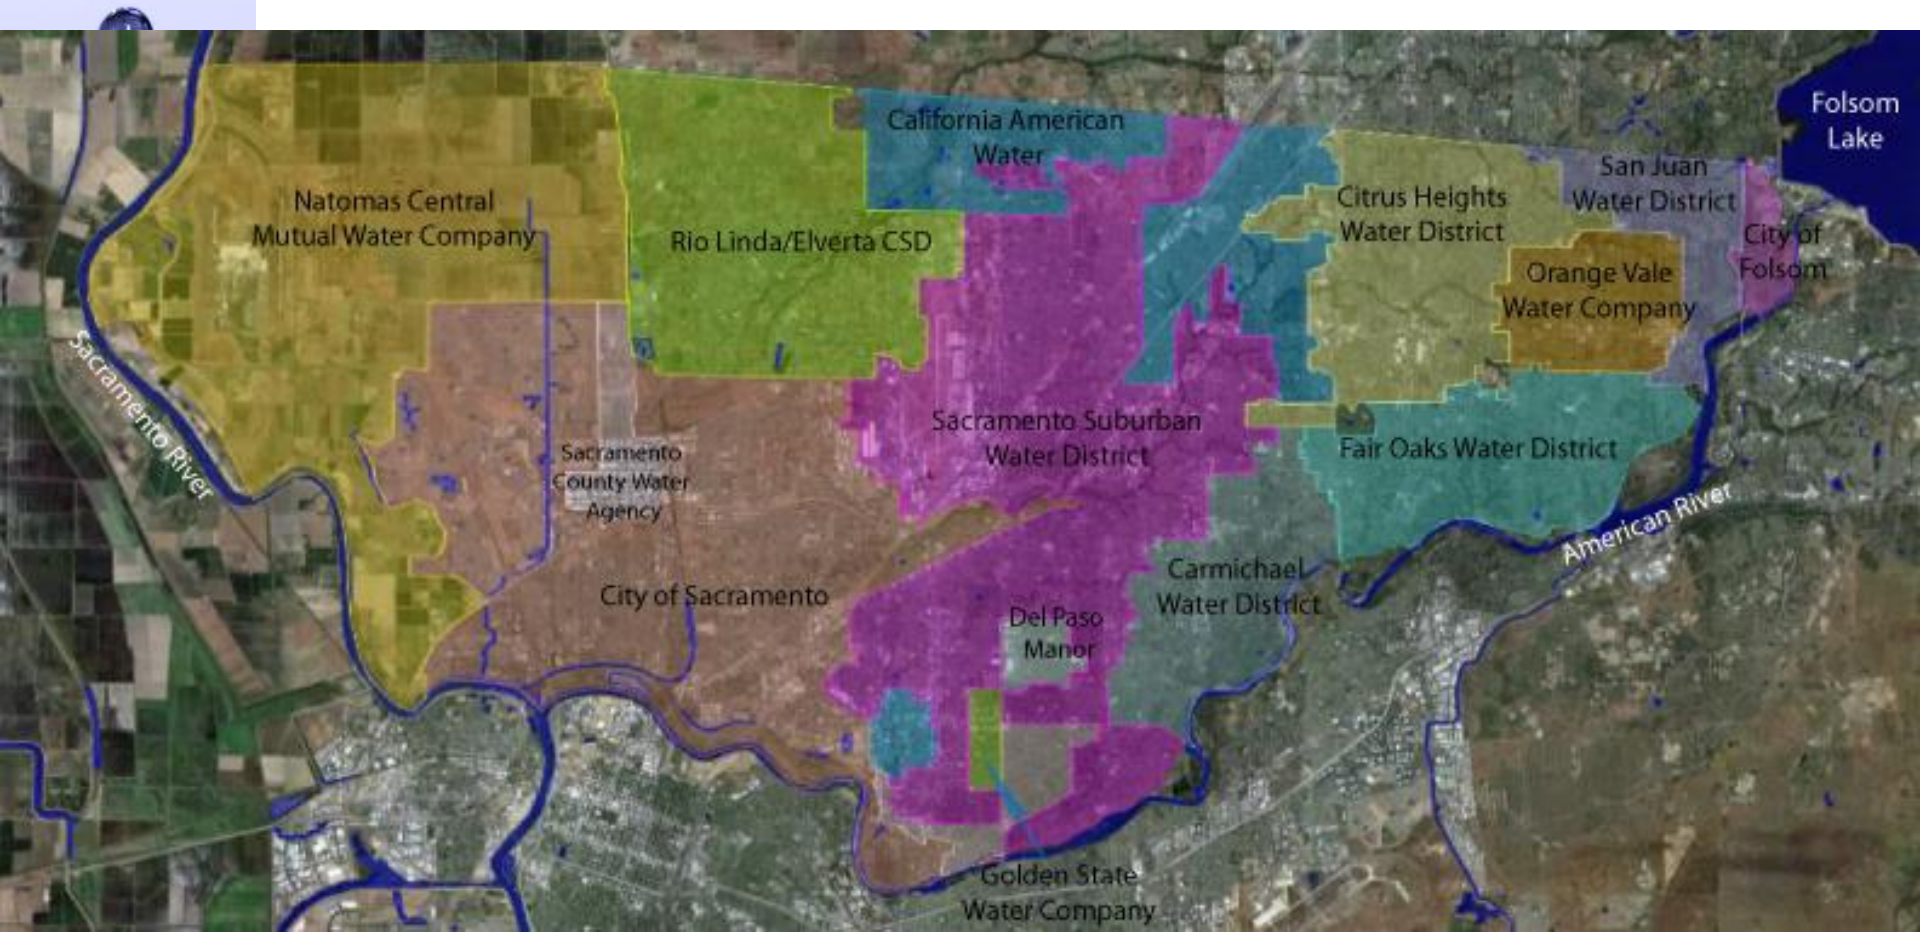 Folsom
Lake
California American
Water
San Juan
Water District
Natomas Central
Mutual Water Company
Citrus Heights
Water District
Rio Linda/Elverta CSD
City of
Folsom
Orange Vale
Water Company
Sacramento River
Sacramento Suburban
Water District
Fair Oaks Water District
Sacramento
County Water
Agency
American River
Carmichael
Water District
City of Sacramento
Del Paso
Manor
Golden State
Water Company